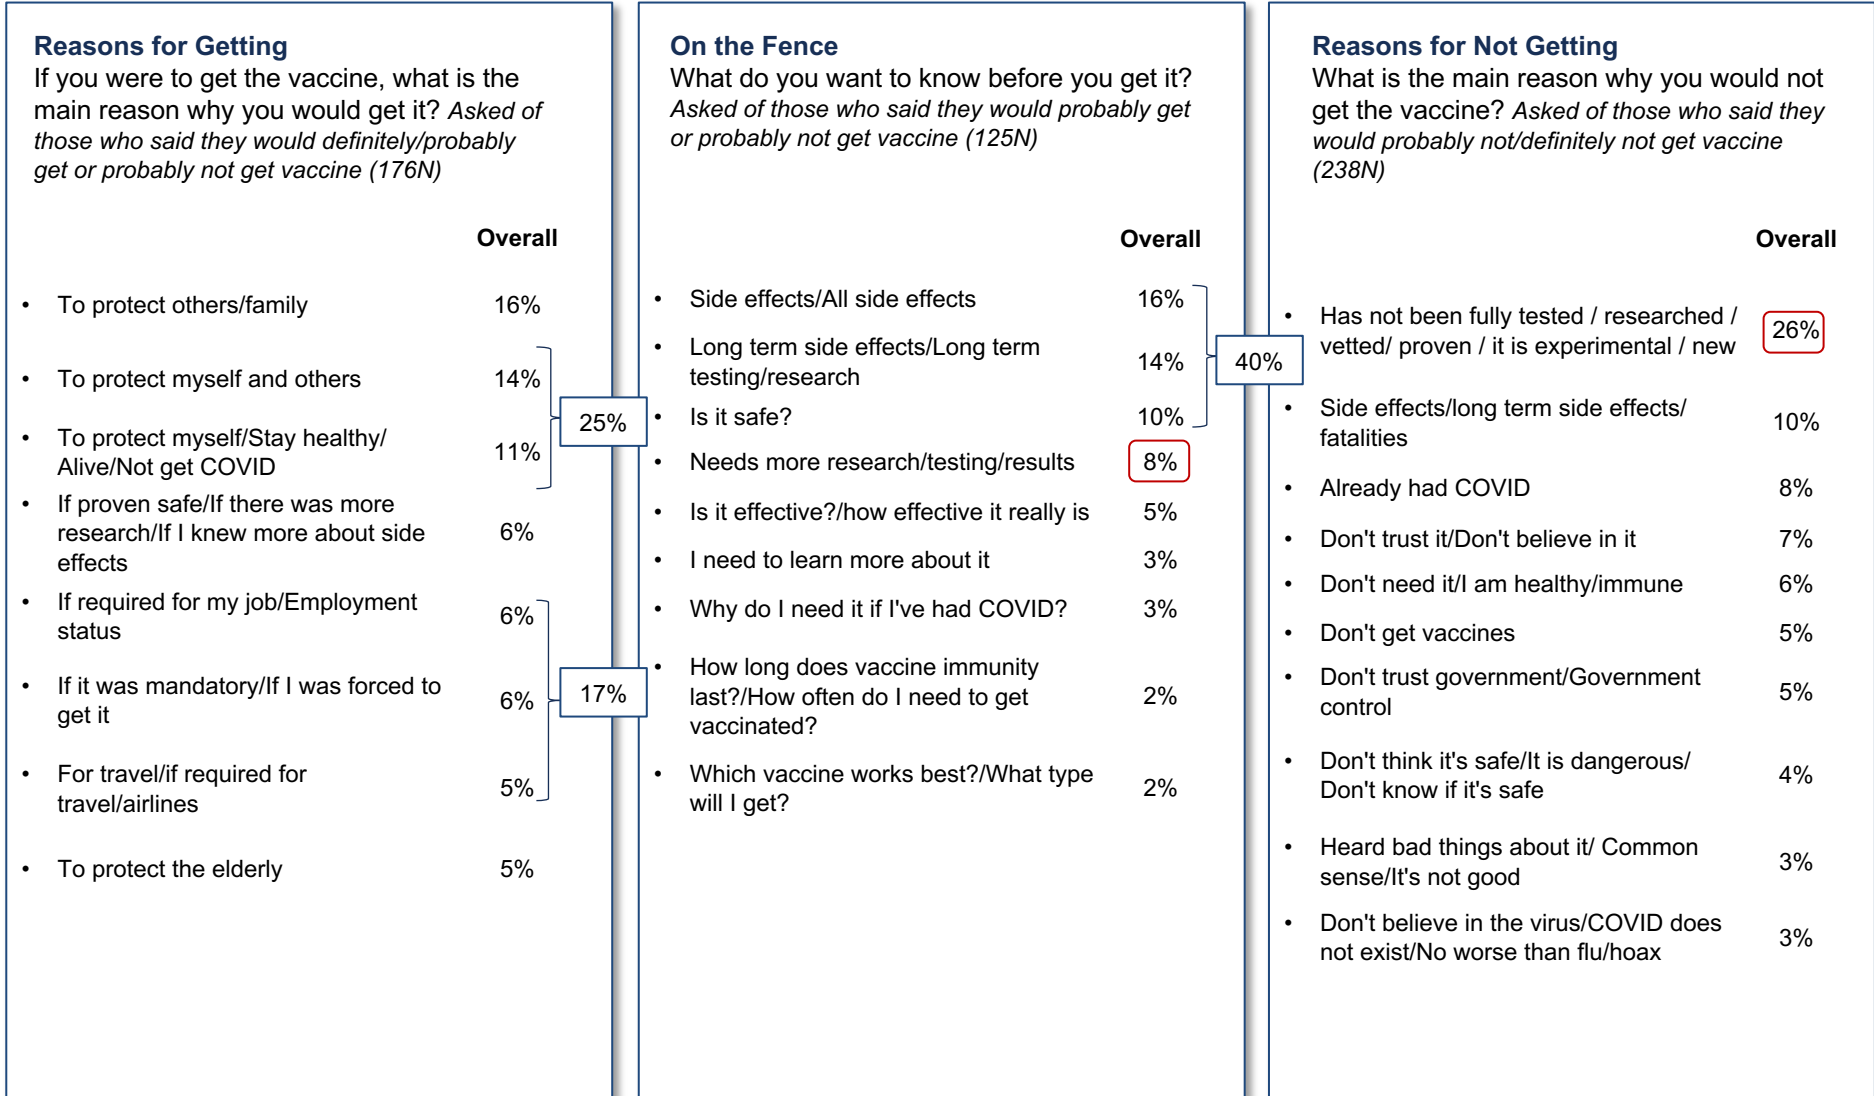 Reasons for Getting
If you were to get the vaccine, what is the
main reason why you would get it? Asked of
those who said they would definitely/probably
get or probably not get vaccine (176N)
Overall
• To protect others/family 16%
• To protect myself and others 14%
• To protect myself/Stay healthy/
Alive/Not get COVID 11%
25%
• If proven safe/If there was more
research/If I knew more about side
effects 6%
• If required for my job/Employment
status 6%
• If it was mandatory/If I was forced to
get it 6%
17%
• For travel/if required for
travel/airlines 5%
• To protect the elderly 5%
On the Fence
What do you want to know before you get it?
Asked of those who said they would probably get
or probably not get vaccine (125N)
Overall
• Side effects/All side effects 16%
• Long term side effects/Long term
testing/research 14%
40%
• Is it safe? 10%
• Needs more research/testing/results 8%
• Is it effective?/how effective it really is 5%
• I need to learn more about it 3%
• Why do I need it if I've had COVID? 3%
• How long does vaccine immunity
last?/How often do I need to get
vaccinated? 2%
• Which vaccine works best?/What type
will I get? 2%
Reasons for Not Getting
What is the main reason why you would not
get the vaccine? Asked of those who said they
would probably not/definitely not get vaccine
(238N)
Overall
• Has not been fully tested / researched /
vetted/ proven / it is experimental / new 26%
• Side effects/long term side effects/
fatalities 10%
• Already had COVID 8%
• Don't trust it/Don't believe in it 7%
• Don't need it/I am healthy/immune 6%
• Don't get vaccines 5%
• Don't trust government/Government
control 5%
• Don't think it's safe/It is dangerous/
Don't know if it's safe 4%
• Heard bad things about it/ Common
sense/It's not good 3%
• Don't believe in the virus/COVID does
not exist/No worse than flu/hoax 3%